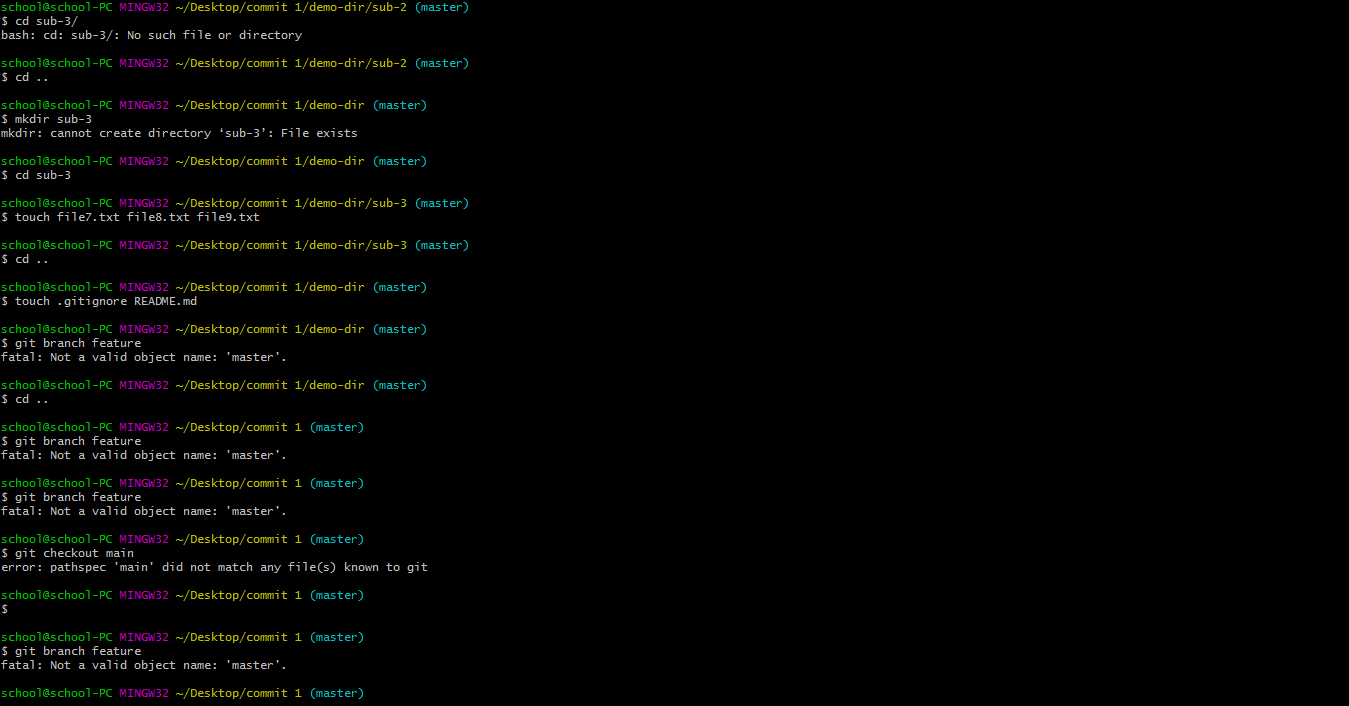 school@school-PC MINGW32 ~/Desktop/commit 1/demo-dir/sub-2 (master)
$ cd sub-3/
bash: cd: sub-3/: No such file or directory
school@school-PC MINGW32 ~/Desktop/commit 1/demo-dir/sub-2 (master)
$ cd ..
school@school-PC MINGW32 ~/Desktop/commit 1/demo-dir (master)
$ mkdir sub-3
mkdir: cannot create directory ‘sub-3’: File exists
school@school-PC MINGW32 ~/Desktop/commit 1/demo-dir (master)
$ cd sub-3
school@school-PC MINGW32 ~/Desktop/commit 1/demo-dir/sub-3 (master)
$ touch file7.txt file8.txt file9.txt
school@school-PC MINGW32 ~/Desktop/commit 1/demo-dir/sub-3 (master)
$ cd ..
school@school-PC MINGW32 ~/Desktop/commit 1/demo-dir (master)
$ touch .gitignore README.md
school@school-PC MINGW32 ~/Desktop/commit 1/demo-dir (master)
$ git branch feature
fatal: Not a valid object name: 'master'.
school@school-PC MINGW32 ~/Desktop/commit 1/demo-dir (master)
$ cd ..
school@school-PC MINGW32 ~/Desktop/commit 1 (master)
$ git branch feature
fatal: Not a valid object name: 'master'.
school@school-PC MINGW32 ~/Desktop/commit 1 (master)
$ git branch feature
fatal: Not a valid object name: 'master'.
school@school-PC MINGW32 ~/Desktop/commit 1 (master)
$ git checkout main
error: pathspec 'main' did not match any file(s) known to git
school@school-PC MINGW32 ~/Desktop/commit 1 (master)
$
school@school-PC MINGW32 ~/Desktop/commit 1 (master)
$ git branch feature
fatal: Not a valid object name: 'master'.
school@school-PC MINGW32 ~/Desktop/commit 1 (master)